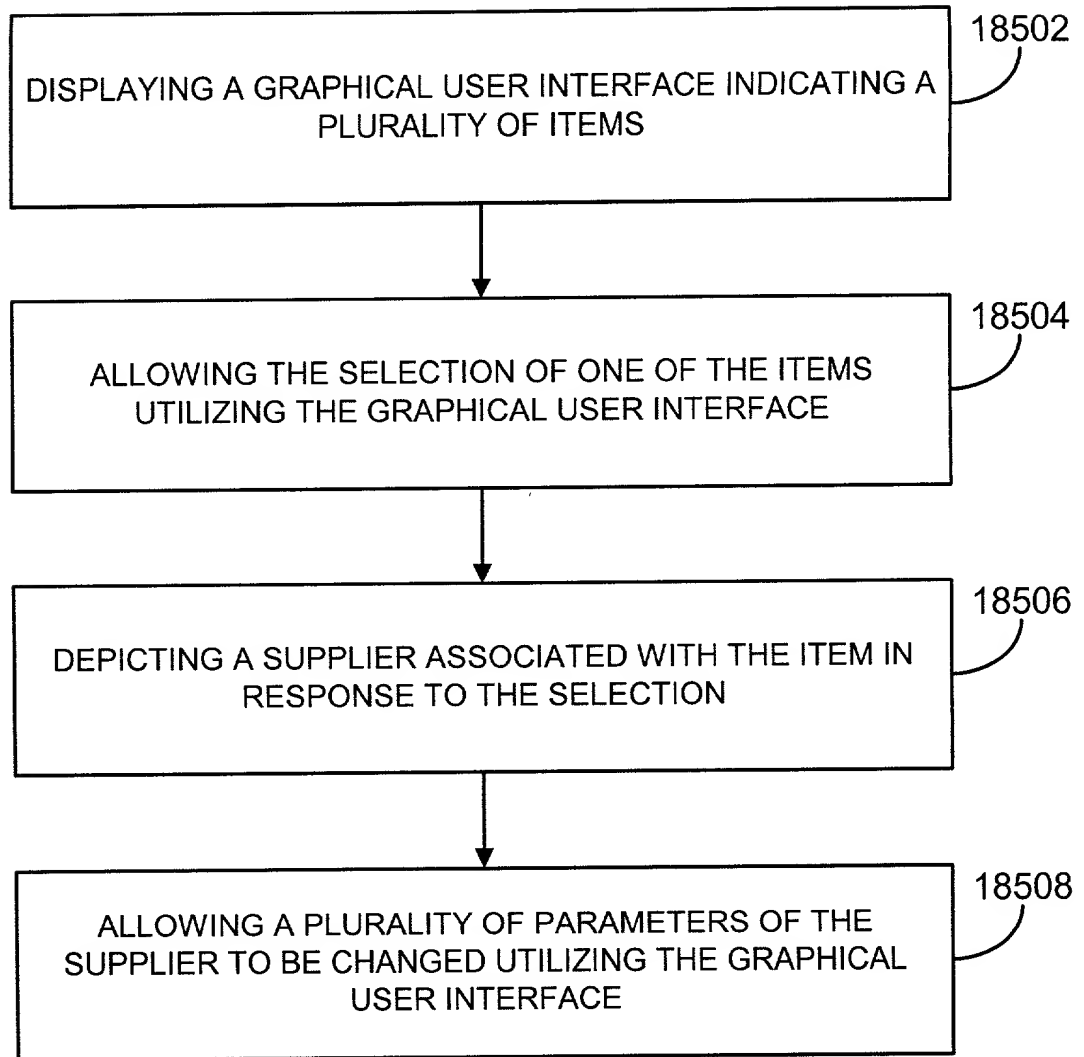 18502
DISPLAYING A GRAPHICAL USER INTERFACE INDICATING A
PLURALITY OF ITEMS
18504
ALLOWING THE SELECTION OF ONE OF THE ITEMS
UTILIZING THE GRAPHICAL USER INTERFACE
18506
DEPICTING A SUPPLIER ASSOCIATED WITH THE ITEM IN
RESPONSE TO THE SELECTION
18508
ALLOWING A PLURALITY OF PARAMETERS OF THE
SUPPLIER TO BE CHANGED UTILIZING THE GRAPHICAL
USER INTERFACE